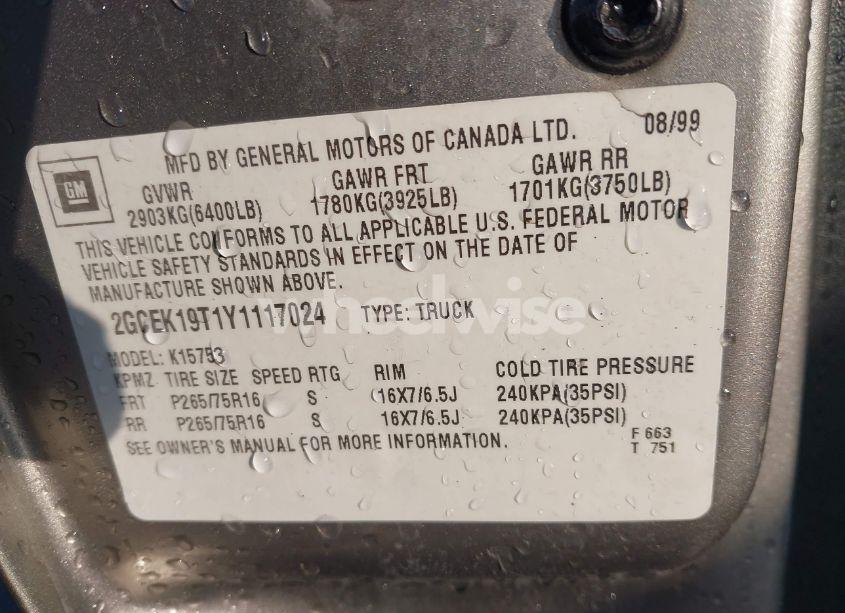 MFD BY GENERAL MOTORS OF CANADA LTD. 08/99
GM
GVWR GAWR FRT GAWR RR
2903KG(6400LB) 1780KG(3925LB) 1701KG(3750LB)
THIS VEHICLE CONFORMS TO ALL APPLICABLE U.S. FEDERAL MOTOR
VEHICLE SAFETY STANDARDS IN EFFECT ON THE DATE OF
MANUFACTURE SHOWN ABOVE.
2GCEK19T1Y1117024 TYPE: TRUCK
wheelwise
MODEL: K15753
KPMZ TIRE SIZE SPEED RTG RIM COLD TIRE PRESSURE
FRT P265/75R16 S 16X7/6.5J 240KPA(35PSI)
RR P265/75R16 S 16X7/6.5J 240KPA(35PSI)
SEE OWNER'S MANUAL FOR MORE INFORMATION.
F 663
T 751